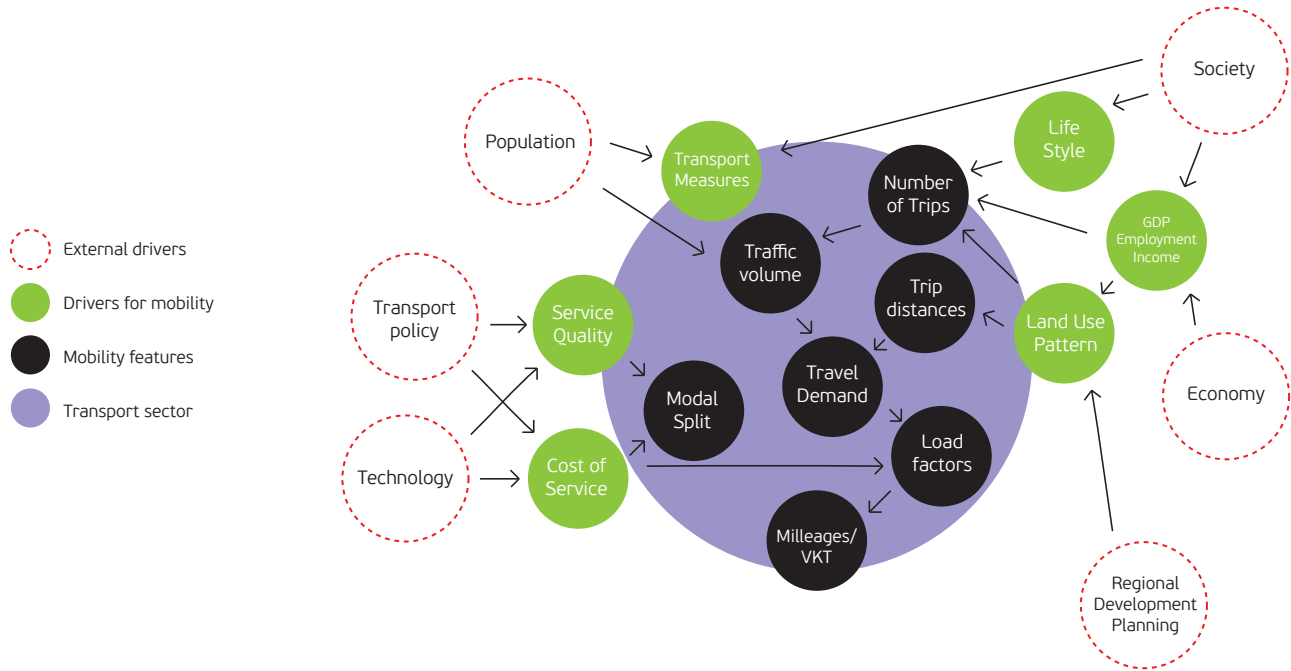 External drivers
Drivers for mobility
Mobility features
Transport sector
Population
Transport
policy
Technology
Transport
Measures
Service
Quality
Cost of
Service
Traffic
volume
Modal
Split
Number
of Trips
Trip
distances
Travel
Demand
Load
factors
Milleages/
VKT
Society
Life
Style
GDP
Employment
Income
Land Use
Pattern
Economy
Regional
Development
Planning